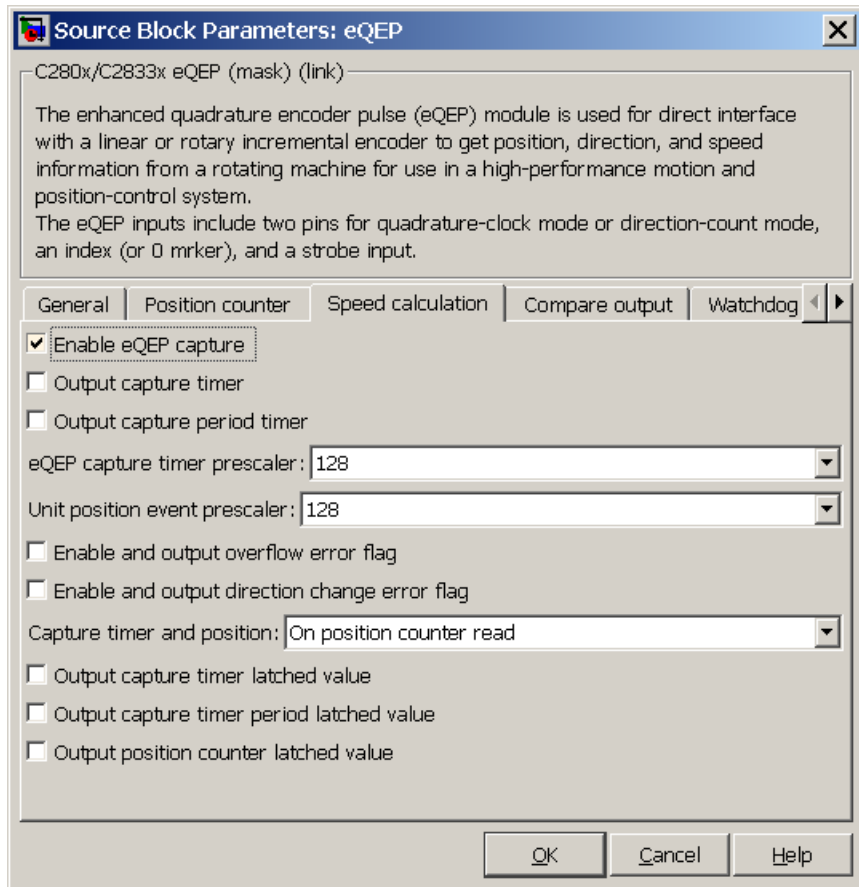 Source Block Parameters: eQEP
C280x/C2833x eQEP (mask) (link)
The enhanced quadrature encoder pulse (eQEP) module is used for direct interface
with a linear or rotary incremental encoder to get position, direction, and speed
information from a rotating machine for use in a high-performance motion and
position-control system.
The eQEP inputs include two pins for quadrature-clock mode or direction-count mode,
an index (or 0 mrker), and a strobe input.
General Position counter Speed calculation Compare output Watchdog
Enable eQEP capture
Output capture timer
Output capture period timer
eQEP capture timer prescaler: 128
Unit position event prescaler: 128
Enable and output overflow error flag
Enable and output direction change error flag
Capture timer and position: On position counter read
Output capture timer latched value
Output capture timer period latched value
Output position counter latched value
OK Cancel Help